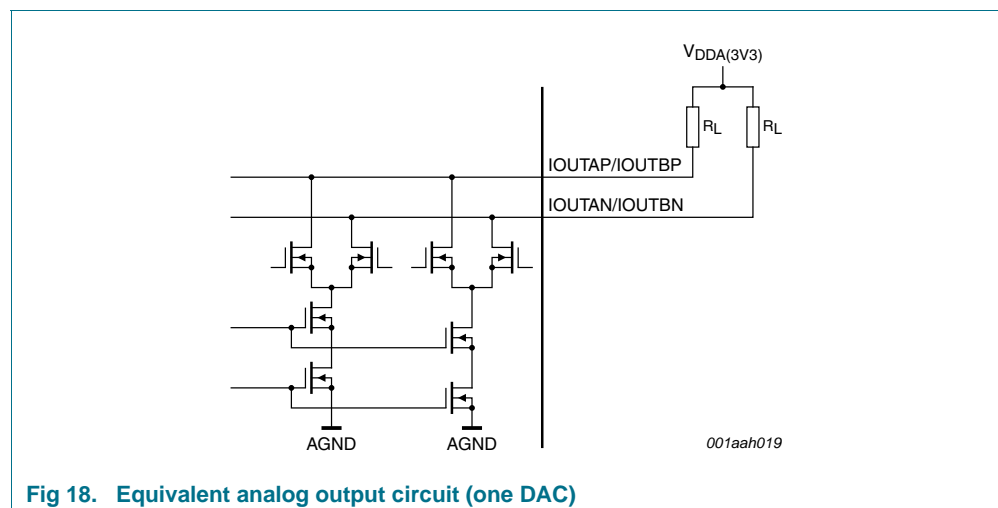 VDDA(3V3)
RL RL
IOUTAP/IOUTBP
IOUTAN/IOUTBN
AGND AGND
001aah019
Fig 18. Equivalent analog output circuit (one DAC)